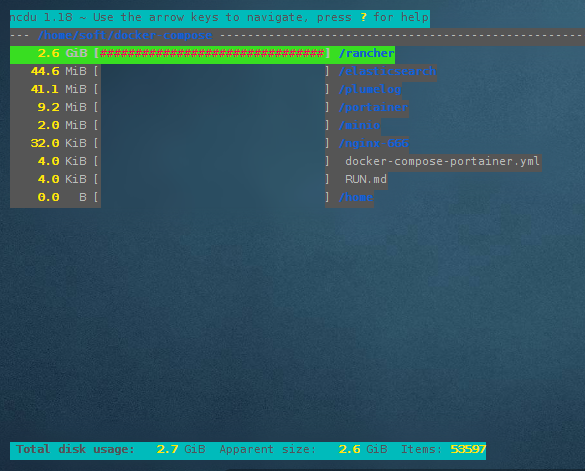 ncdu 1.18 ~ Use the arrow keys to navigate, press ? for help
--- /home/soft/docker-compose ---
2.6 GiB [##############################] /rancher
44.6 MiB [ ] /elasticsearch
41.1 MiB [ ] /plumelog
9.2 MiB [ ] /portainer
2.0 MiB [ ] /minio
32.0 KiB [ ] /nginx-600
4.0 KiB [ ] docker-compose-portainer.yml
4.0 KiB [ ] RUN.md
0.0 B [ ] /home
Total disk usage: 2.7 GiB Apparent size: 2.6 GiB Items: 53597